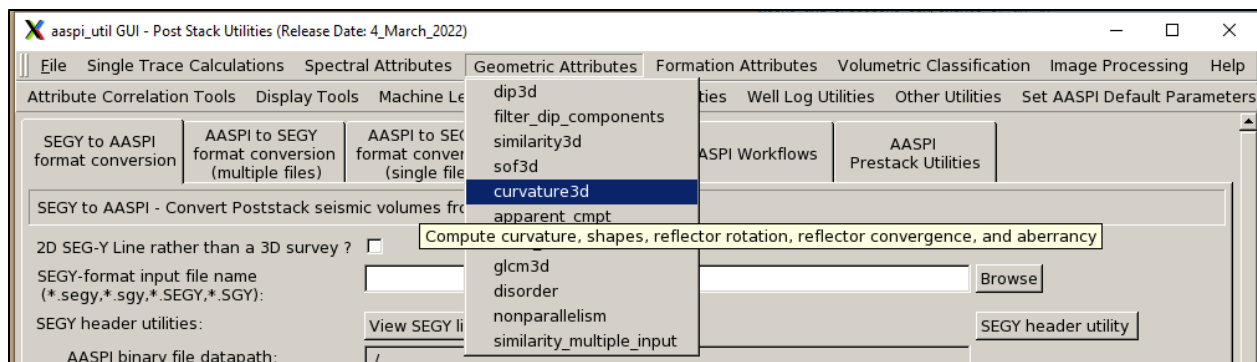 aaspi_util GUI - Post Stack Utilities (Release Date: 4_March_2022)
File Single Trace Calculations Spectral Attributes Geometric Attributes Formation Attributes Volumetric Classification Image Processing Help
Attribute Correlation Tools Display Tools Machine Le ties Well Log Utilities Other Utilities Set AASPI Default Parameters
dip3d
filter_dip_components
similarity3d
sof3d
curvature3d
apparent_cmpt
Compute curvature, shapes, reflector rotation, reflector convergence, and aberrancy
glcm3d
disorder
nonparallelism
similarity_multiple_input
SEGY to AASPI
format conversion
AASPI to SEGY
format conversion
(multiple files)
AASPI to SEG
format conver
(single file
ASPI Workflows
AASPI
Prestack Utilities
SEGY to AASPI - Convert Poststack seismic volumes fro
2D SEG-Y Line rather than a 3D survey ?
SEGY-format input file name
(*.segy,*.sgy,*.SEGY,*.SGY):
Browse
SEGY header utilities:
View SEGY li
SEGY header utility
AASPI binary file datapath: